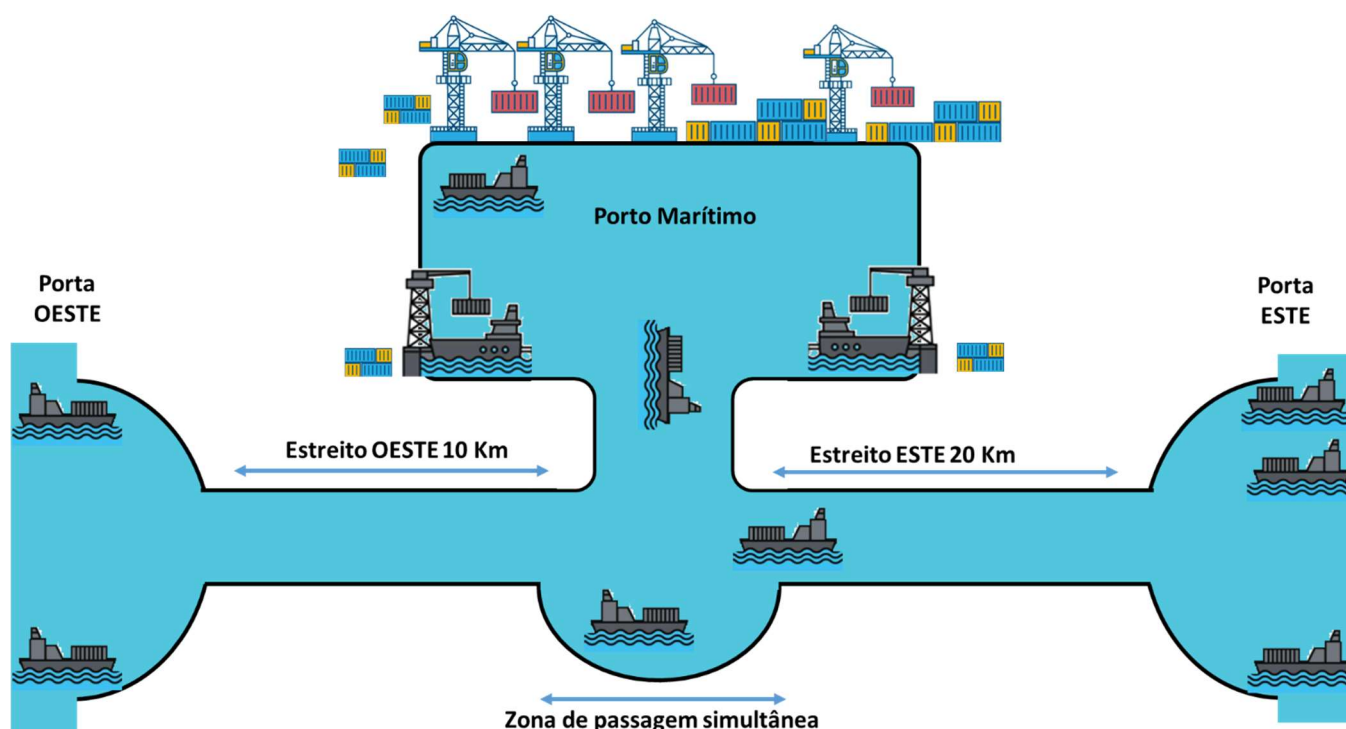 Porto Marítimo
Porta
OESTE
Porta
ESTE
Estreito OESTE 10 Km
Estreito ESTE 20 Km
Zona de passagem simultânea